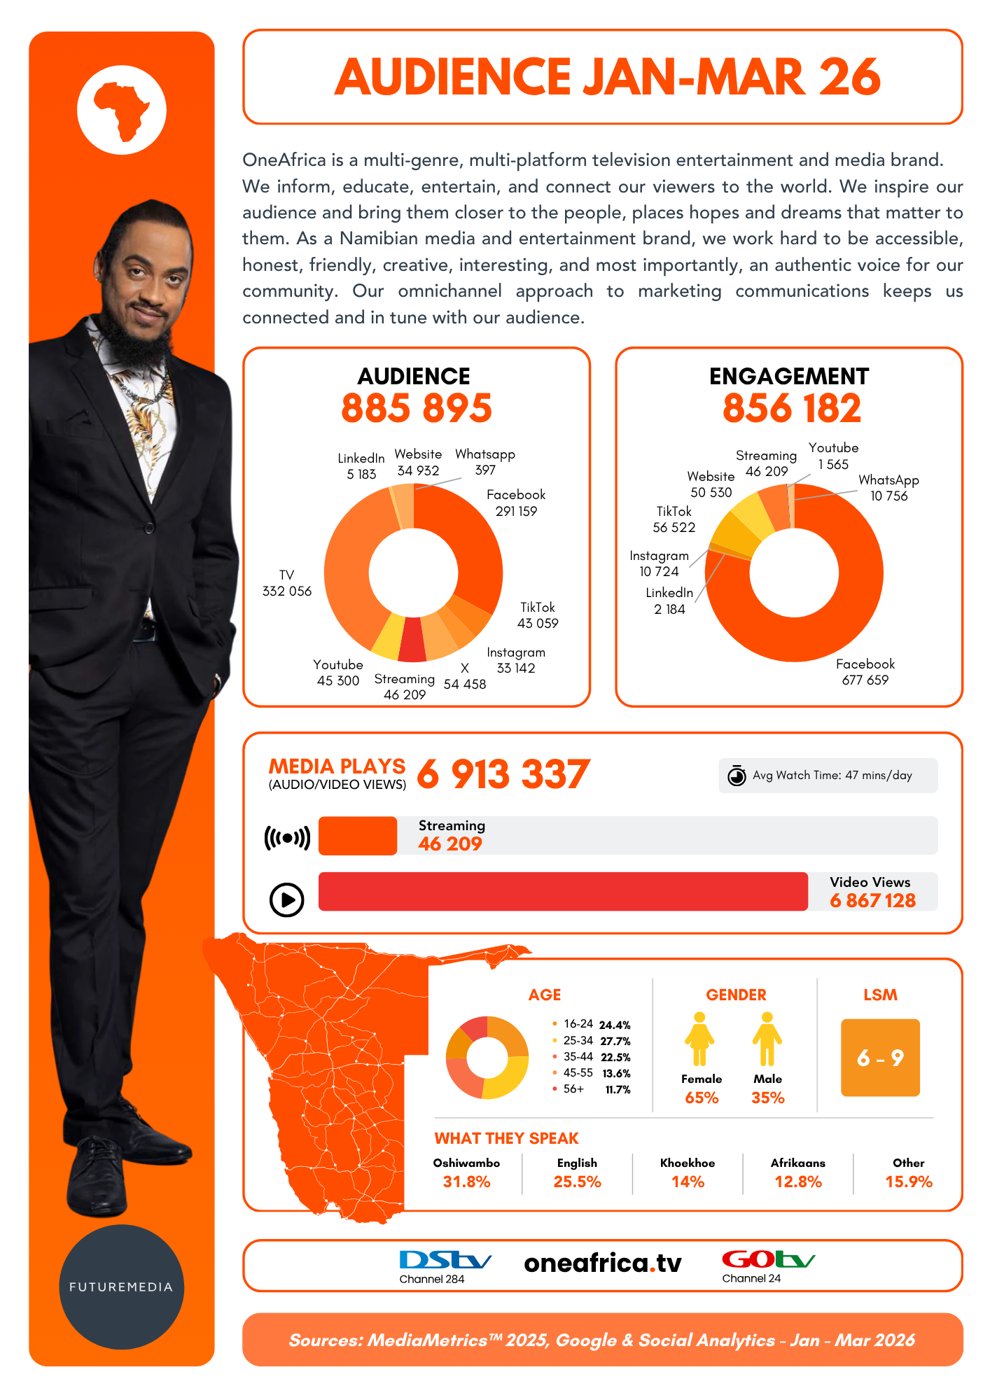 AUDIENCE JAN-MAR 26
OneAfrica is a multi-genre, multi-platform television entertainment and media brand.
We inform, educate, entertain, and connect our viewers to the world. We inspire our
audience and bring them closer to the people, places hopes and dreams that matter to
them. As a Namibian media and entertainment brand, we work hard to be accessible,
honest, friendly, creative, interesting, and most importantly, an authentic voice for our
community. Our omnichannel approach to marketing communications keeps us
connected and in tune with our audience.
AUDIENCE
885 895
LinkedIn
5 183
Website
34 932
Whatsapp
397
Facebook
291 159
TV
332 056
TikTok
43 059
Instagram
33 142
X
54 458
Streaming
46 209
Youtube
45 300
ENGAGEMENT
856 182
Youtube
1 565
Streaming
46 209
WhatsApp
10 756
Website
50 530
TikTok
56 522
Instagram
10 724
LinkedIn
2 184
Facebook
677 659
MEDIA PLAYS
(AUDIO/VIDEO VIEWS)
6 913 337
Avg Watch Time: 47 mins/day
Streaming
46 209
Video Views
6 867 128
AGE
16-24 24.4%
25-34 27.7%
35-44 22.5%
45-55 13.6%
56+ 11.7%
GENDER
Female
65%
Male
35%
LSM
6 - 9
WHAT THEY SPEAK
Oshiwambo
31.8%
English
25.5%
Khoekhoe
14%
Afrikaans
12.8%
Other
15.9%
DStv
Channel 284
oneafrica.tv
GOtv
Channel 24
FUTUREMEDIA
Sources: MediaMetrics™ 2025, Google & Social Analytics - Jan - Mar 2026